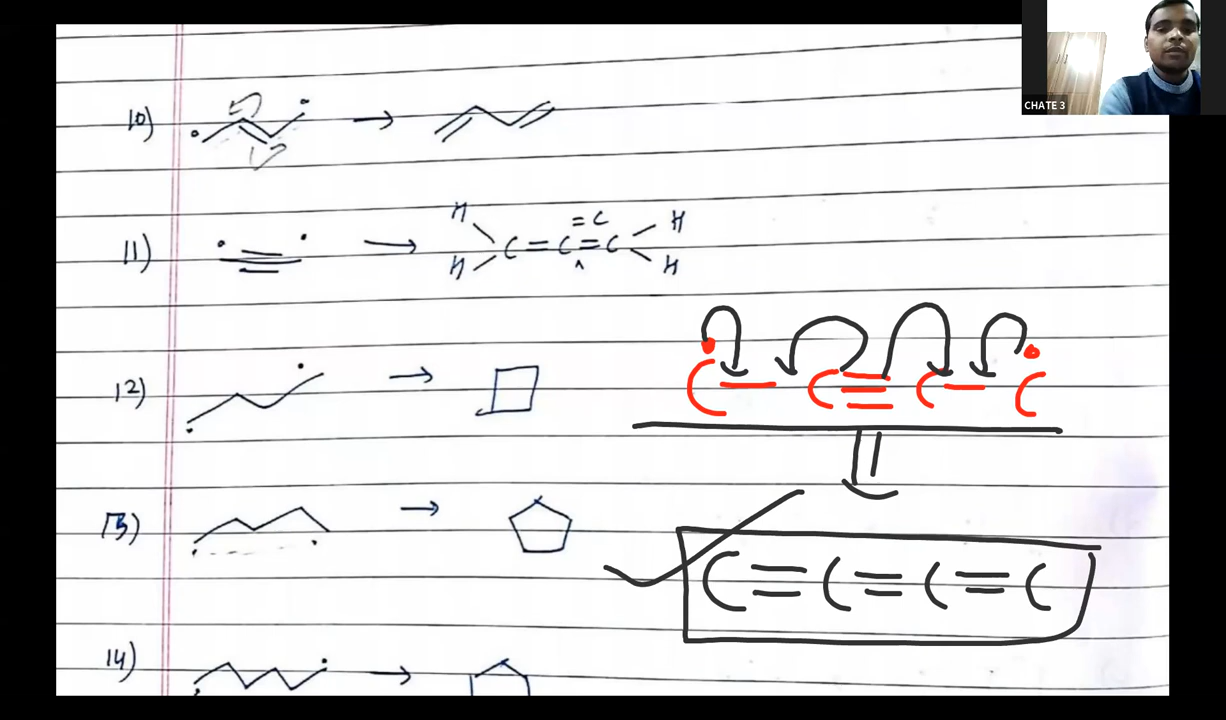 CHATE 3
10) →
11) → H H C = C = C = C H H
12) →
C - C ≡ C - C
13) →
C = C = C = C
14) →